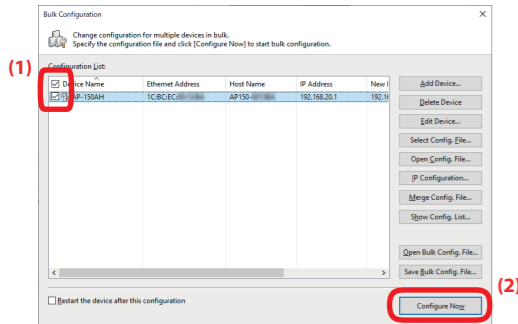 Bulk Configuration
Change configuration for multiple devices in bulk.
Specify the configuration file and click [Configure Now] to start bulk configuration.
(1)
Configuration List:
Device Name Ethernet Address Host Name IP Address New I
AP-150AH 1C:BC:EC: AP150- 192.168.20.1 192.16
Add Device...
Delete Device
Edit Device...
Select Config. File...
Open Config. File...
IP Configuration...
Merge Config. File...
Show Config. List...
Open Bulk Config. File...
Save Bulk Config. File...
(2)
Restart the device after this configuration
Configure Now